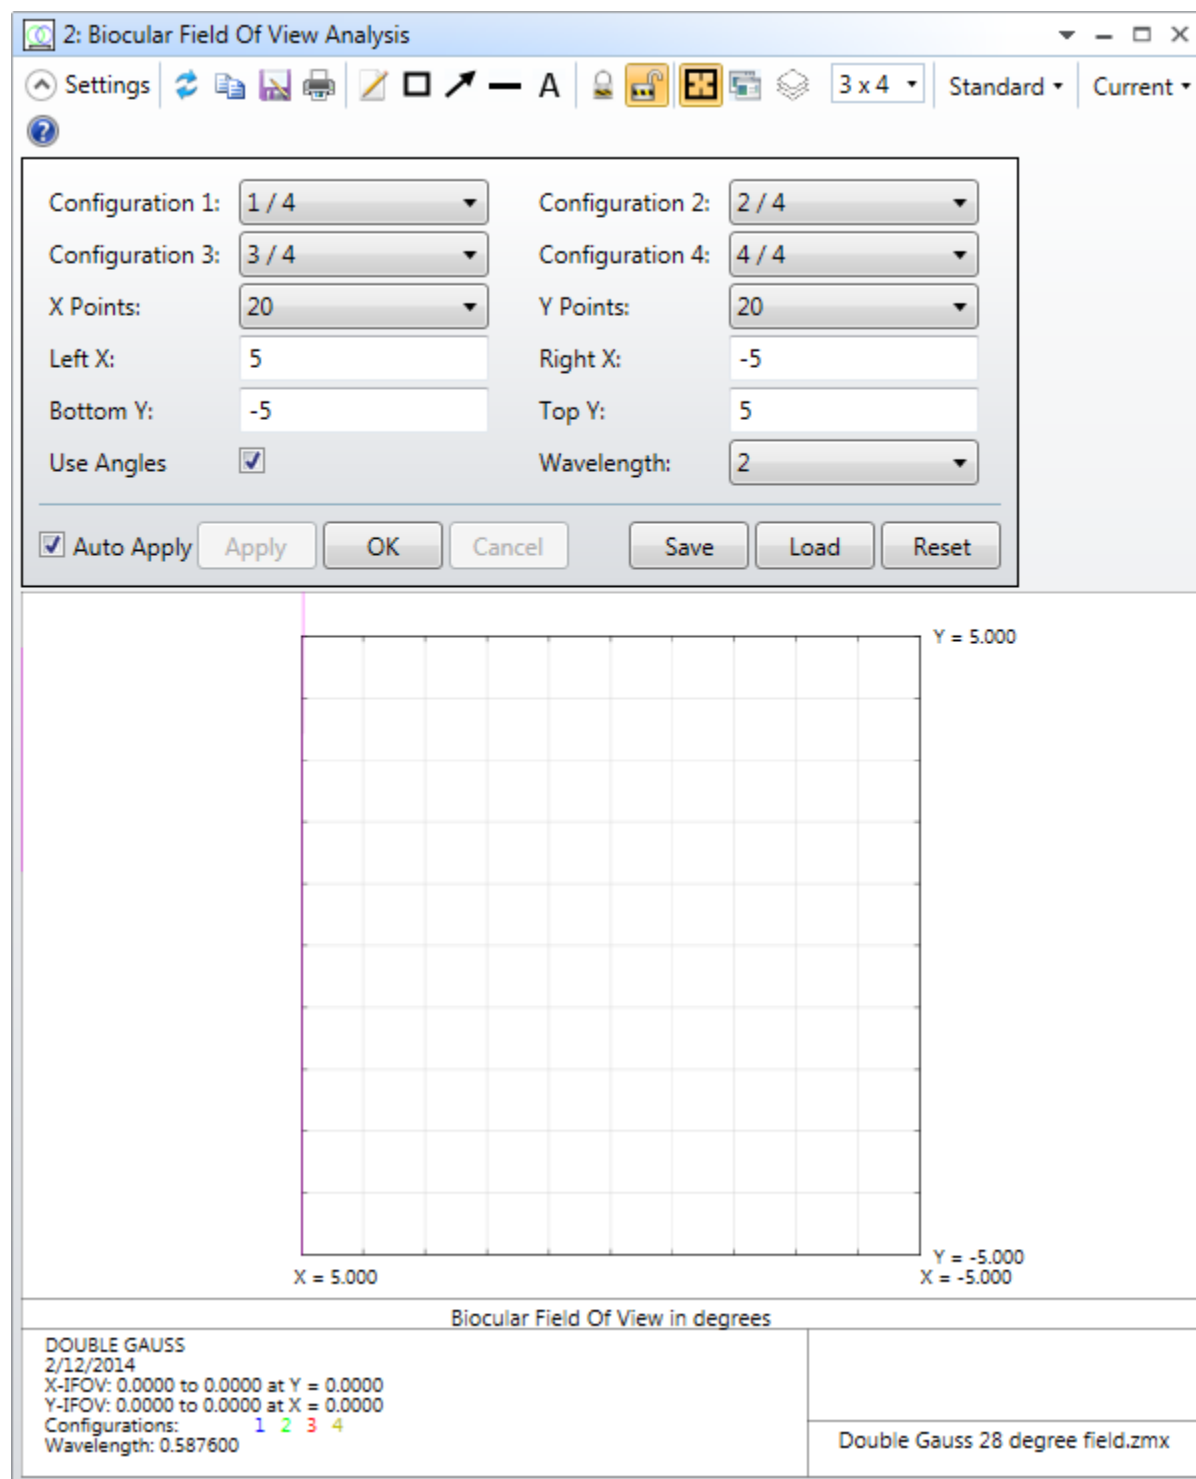 2: Biocular Field Of View Analysis
Settings A 3 x 4 Standard Current
?
Configuration 1: 1 / 4 Configuration 2: 2 / 4
Configuration 3: 3 / 4 Configuration 4: 4 / 4
X Points: 20 Y Points: 20
Left X: 5 Right X: -5
Bottom Y: -5 Top Y: 5
Use Angles Wavelength: 2
Auto Apply Apply OK Cancel Save Load Reset
Y = 5.000
Y = -5.000
X = 5.000 X = -5.000
Biocular Field Of View in degrees
DOUBLE GAUSS
2/12/2014
X-IFOV: 0.0000 to 0.0000 at Y = 0.0000
Y-IFOV: 0.0000 to 0.0000 at X = 0.0000
Configurations: 1 2 3 4
Wavelength: 0.587600
Double Gauss 28 degree field.zmx